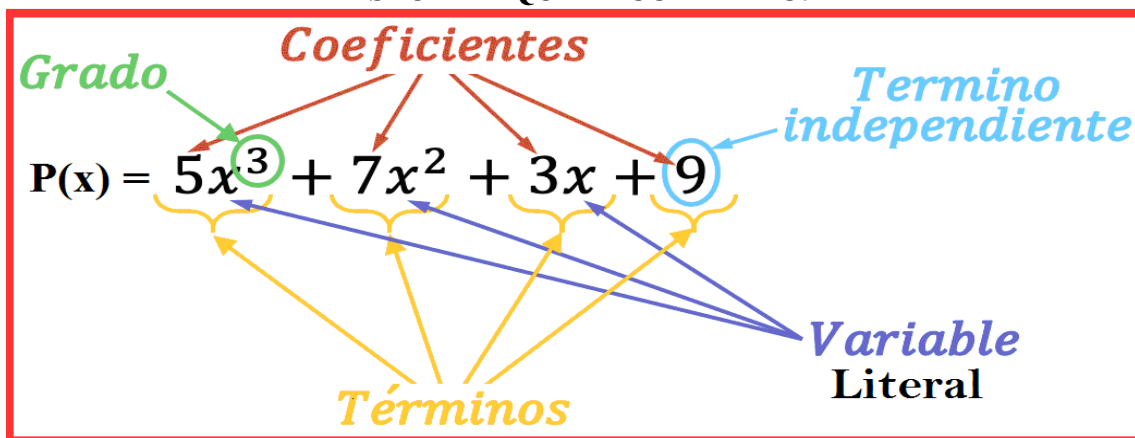 Coeficientes
Grado
Termino
independiente
P(x) = 5x³ + 7x² + 3x + 9
Variable
Literal
Términos